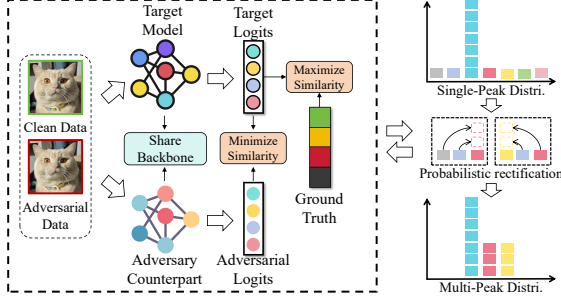 Target
Model
Target
Logits
Maximize
Similarity
Clean Data
Share
Backbone
Minimize
Similarity
Adversarial
Data
Ground
Truth
Adversary
Counterpart
Adversarial
Logits
Single-Peak Distri.
Probabilistic rectification
Multi-Peak Distri.